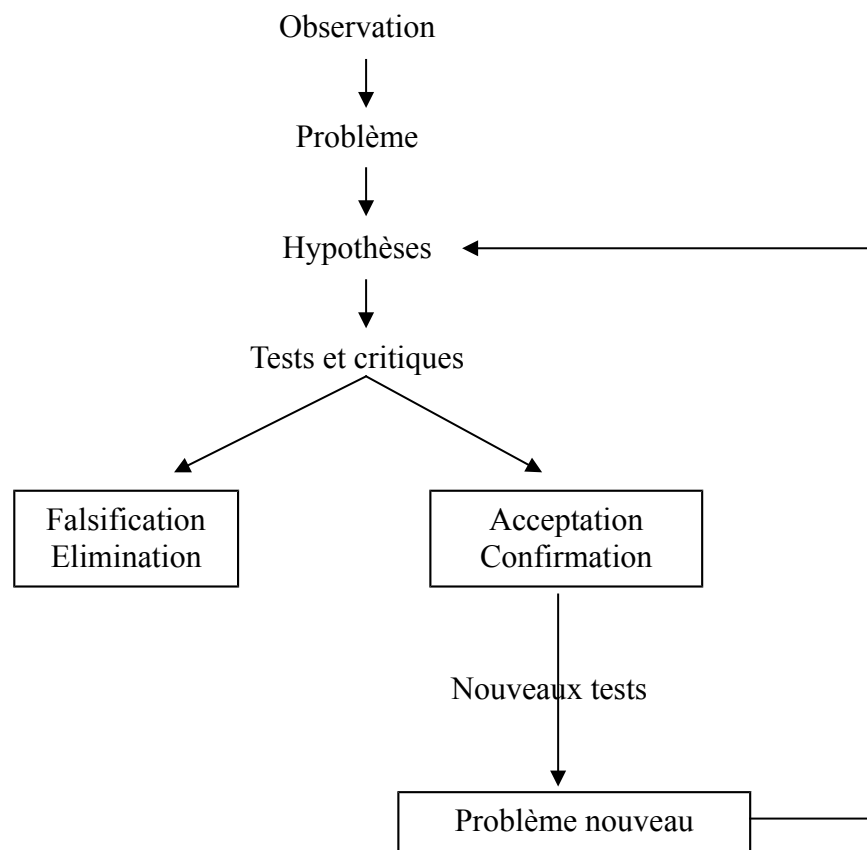 Observation
Problème
Hypothèses
Tests et critiques
Falsification
Elimination
Acceptation
Confirmation
Nouveaux tests
Problème nouveau